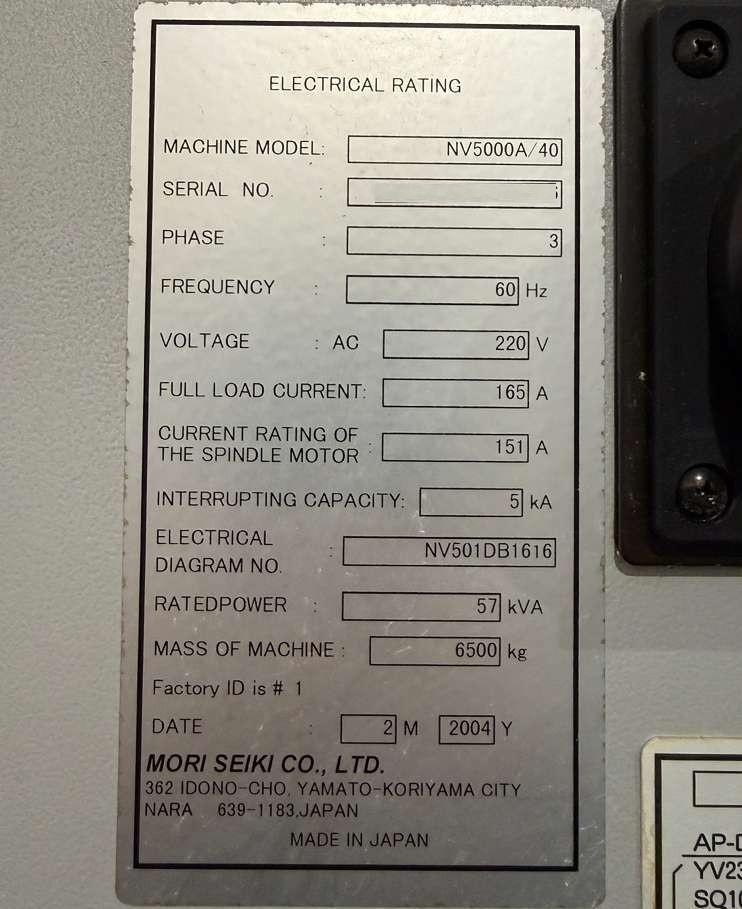 ELECTRICAL RATING
MACHINE MODEL: NV5000A/40
SERIAL NO. :
PHASE : 3
FREQUENCY : 60 Hz
VOLTAGE : AC 220 V
FULL LOAD CURRENT: 165 A
CURRENT RATING OF
THE SPINDLE MOTOR : 151 A
INTERRUPTING CAPACITY: 5 kA
ELECTRICAL
DIAGRAM NO. : NV501DB1616
RATEDPOWER : 57 kVA
MASS OF MACHINE : 6500 kg
Factory ID is # 1
DATE : 2 M 2004 Y
MORI SEIKI CO., LTD.
362 IDONO-CHO, YAMATO-KORIYAMA CITY
NARA 639-1183,JAPAN
MADE IN JAPAN